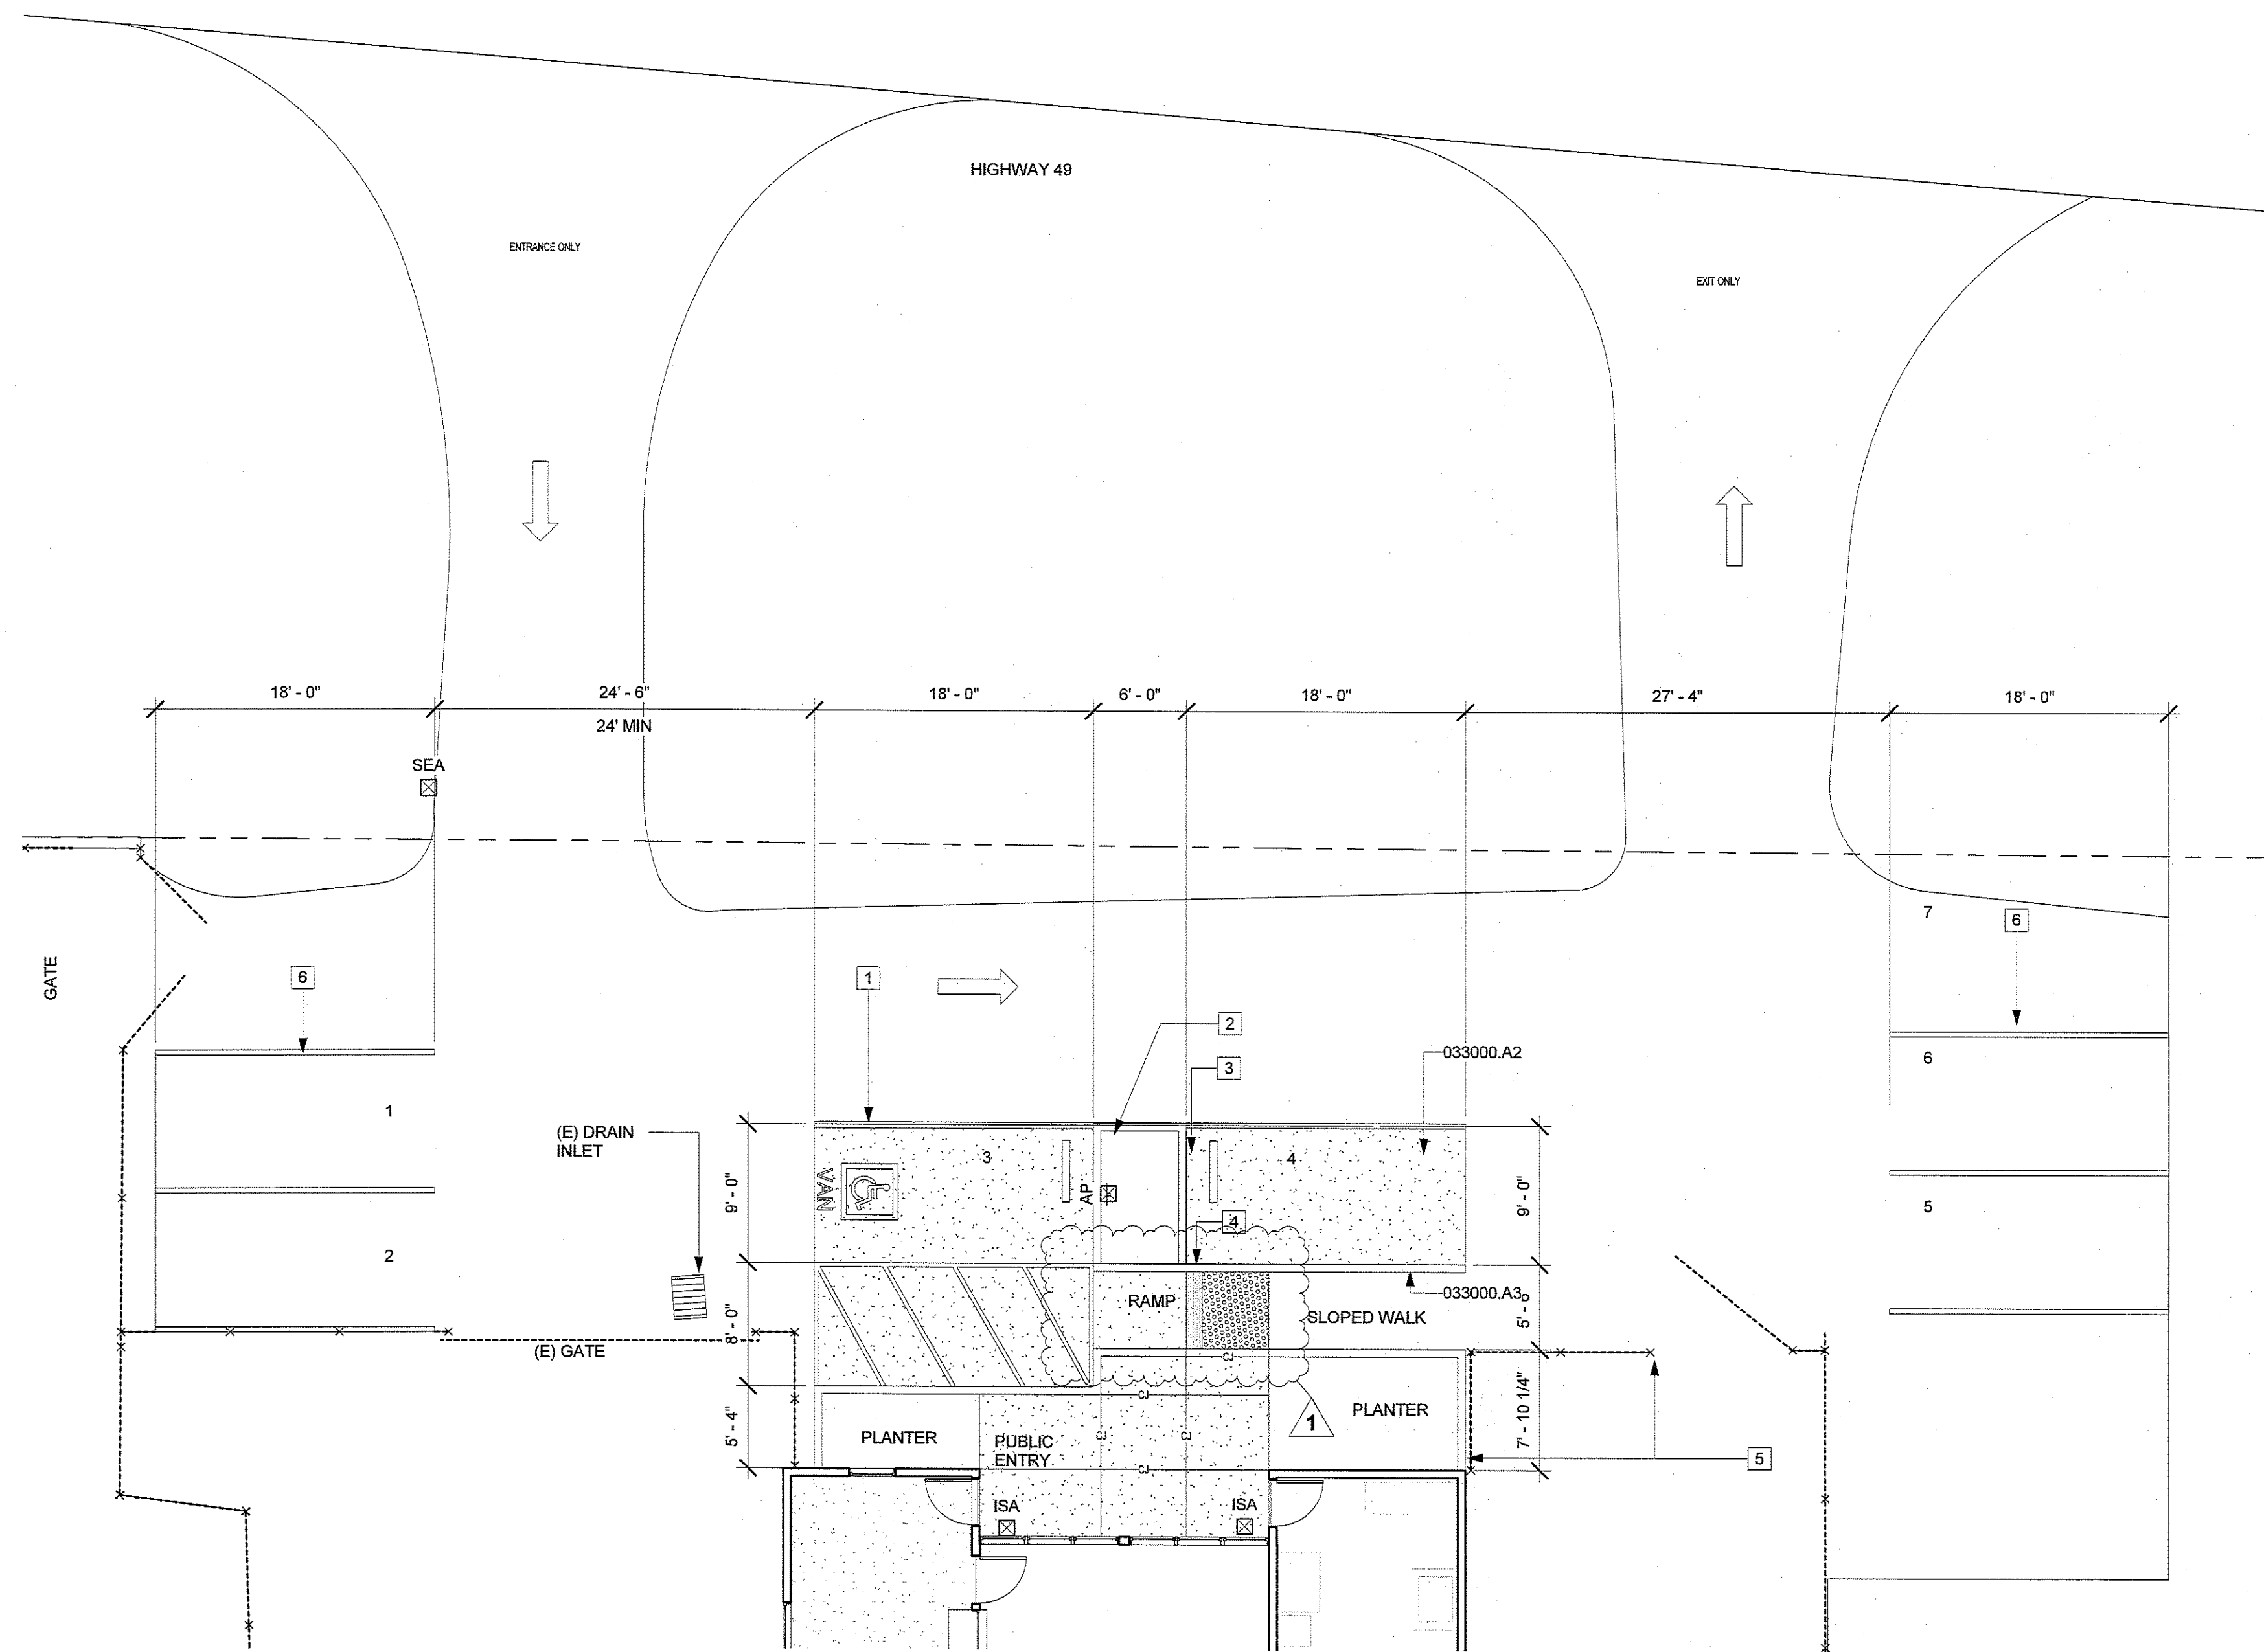 HIGHWAY 49
ENTRANCE ONLY
EXIT ONLY
18' - 0"
24' - 6"
18' - 0"
6' - 0"
18' - 0"
27' - 4"
18' - 0"
24' MIN
SEA
7
6
GATE
6
1
2
3
033000.A2
6
1
(E) DRAIN
INLET
3
4
VAN
AP
9' - 0"
9' - 0"
5
4
2
RAMP
033000.A3
SLOPED WALK
8' - 0"
(E) GATE
CJ
CJ
1
PLANTER
5' - 4"
PLANTER
PUBLIC
ENTRY
CJ
CJ
7' - 10 1/4"
5
CJ
ISA
ISA